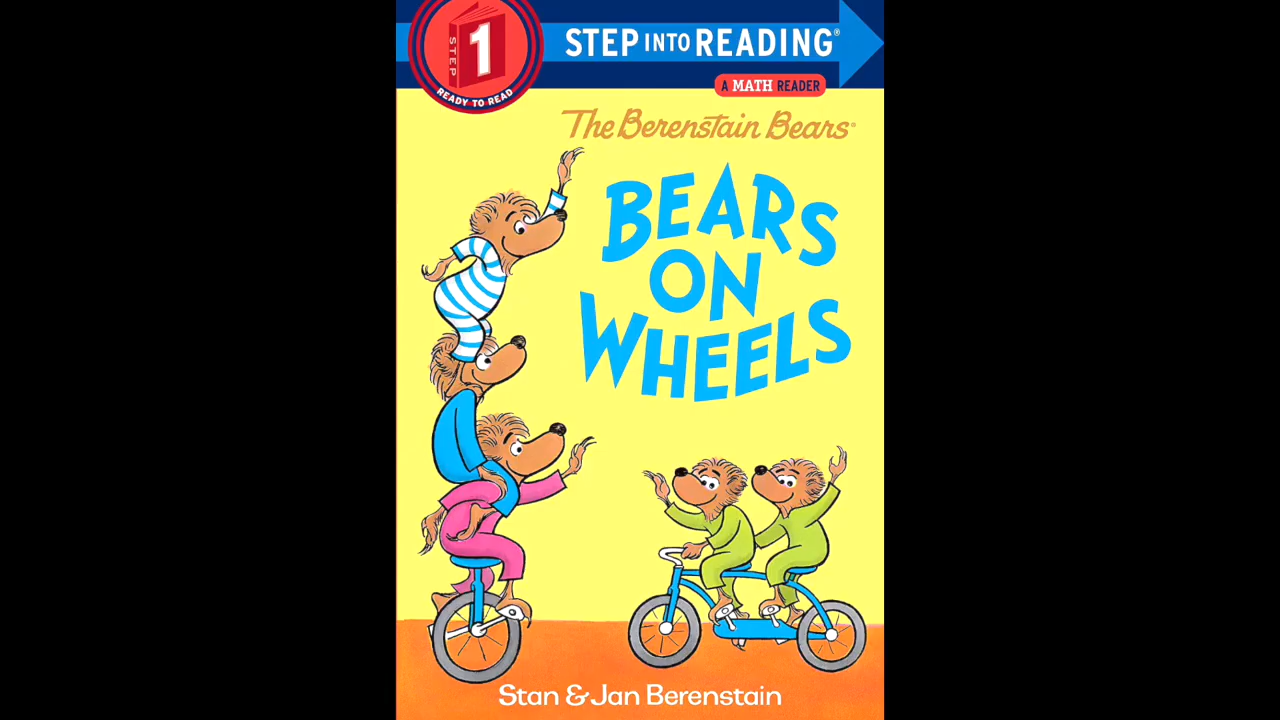 STEP
1
READY TO READ
STEP INTO READING®
A MATH READER
The Berenstain Bears®
BEARS
ON
WHEELS
Stan & Jan Berenstain